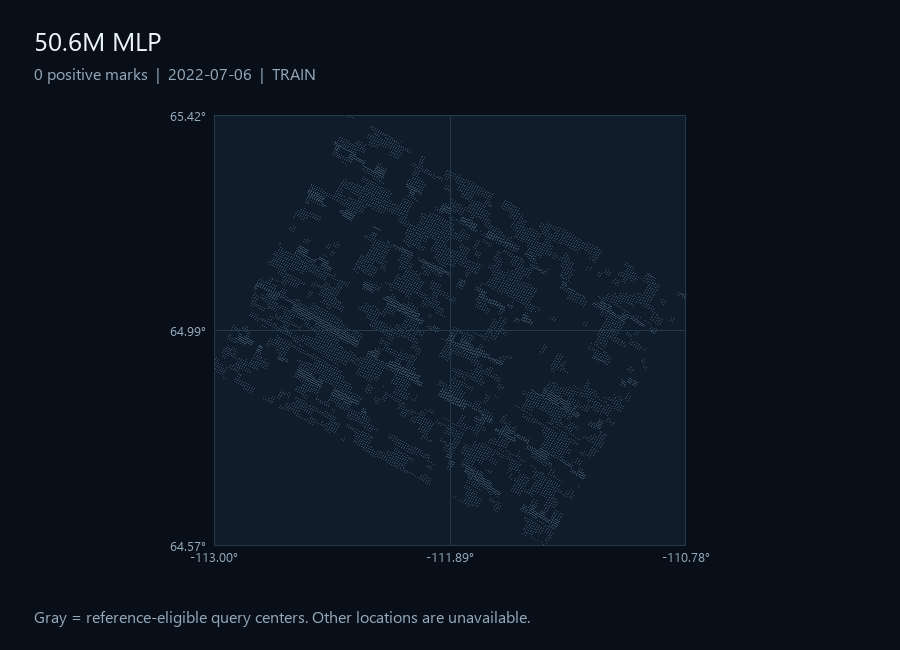 50.6M MLP
0 positive marks | 2022-07-06 | TRAIN
65.42°
64.99°
64.57°
-113.00°
-111.89°
-110.78°
Gray = reference-eligible query centers. Other locations are unavailable.